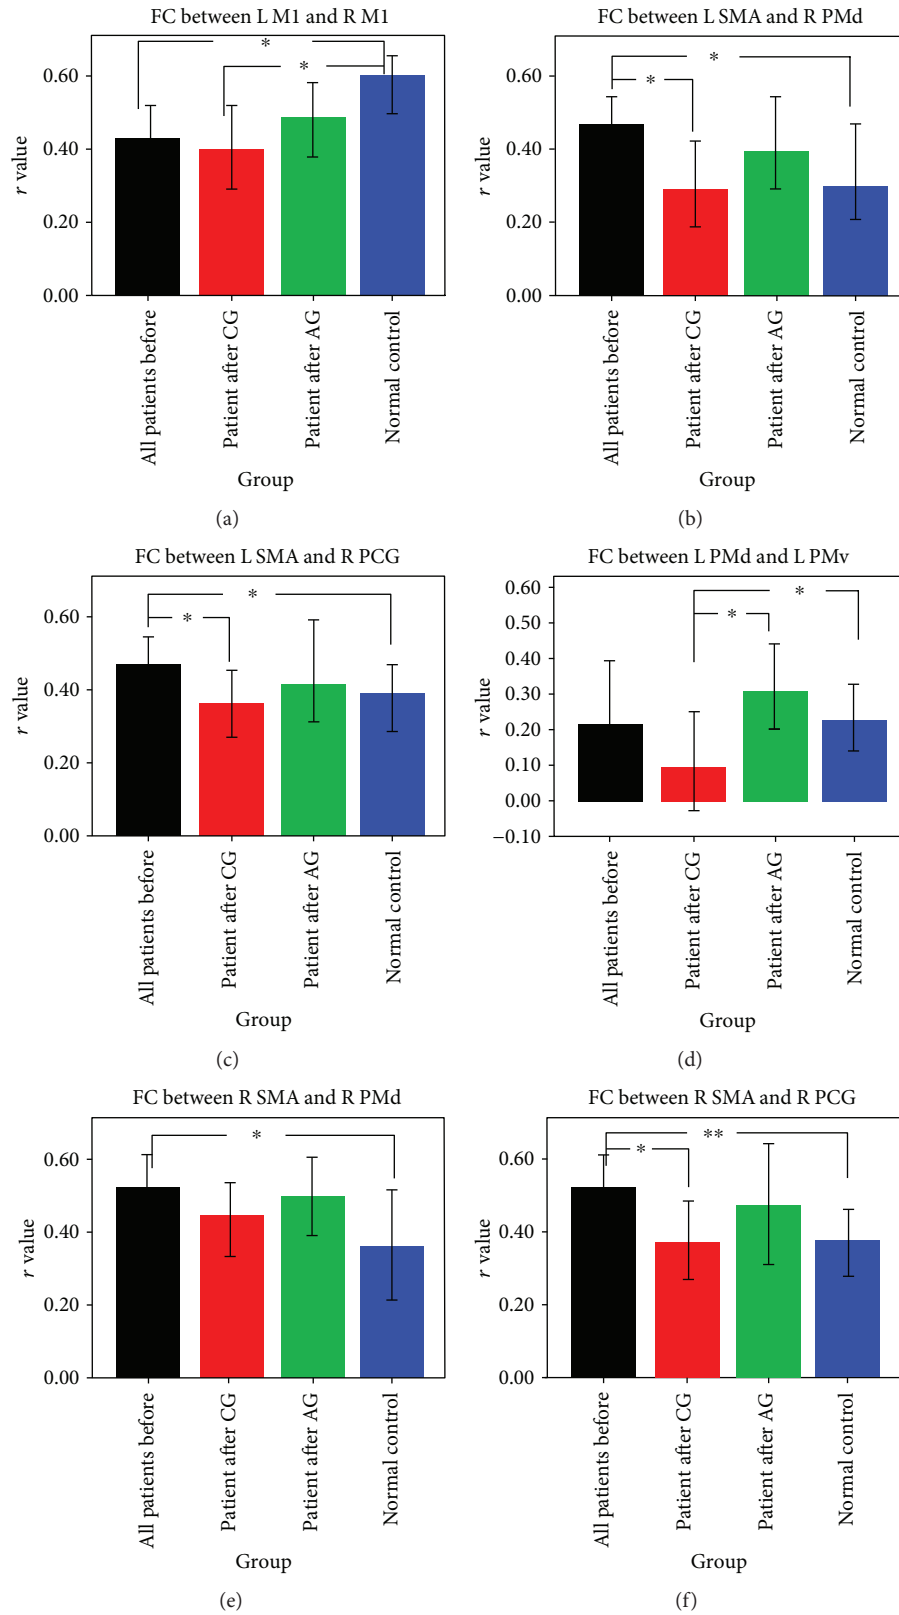 FC between L M1 and R M1
r value
0.60
0.40
0.20
0.00
*
*
All patients before
Patient after CG
Patient after AG
Normal control
Group
(a)
FC between L SMA and R PMd
r value
0.60
0.40
0.20
0.00
*
*
All patients before
Patient after CG
Patient after AG
Normal control
Group
(b)
FC between L SMA and R PCG
r value
0.60
0.40
0.20
0.00
*
*
All patients before
Patient after CG
Patient after AG
Normal control
Group
(c)
FC between L PMd and L PMv
r value
0.60
0.50
0.40
0.30
0.20
0.10
0.00
−0.10
*
*
All patients before
Patient after CG
Patient after AG
Normal control
Group
(d)
FC between R SMA and R PMd
r value
0.60
0.40
0.20
0.00
*
All patients before
Patient after CG
Patient after AG
Normal control
Group
(e)
FC between R SMA and R PCG
r value
0.60
0.40
0.20
0.00
**
*
All patients before
Patient after CG
Patient after AG
Normal control
Group
(f)